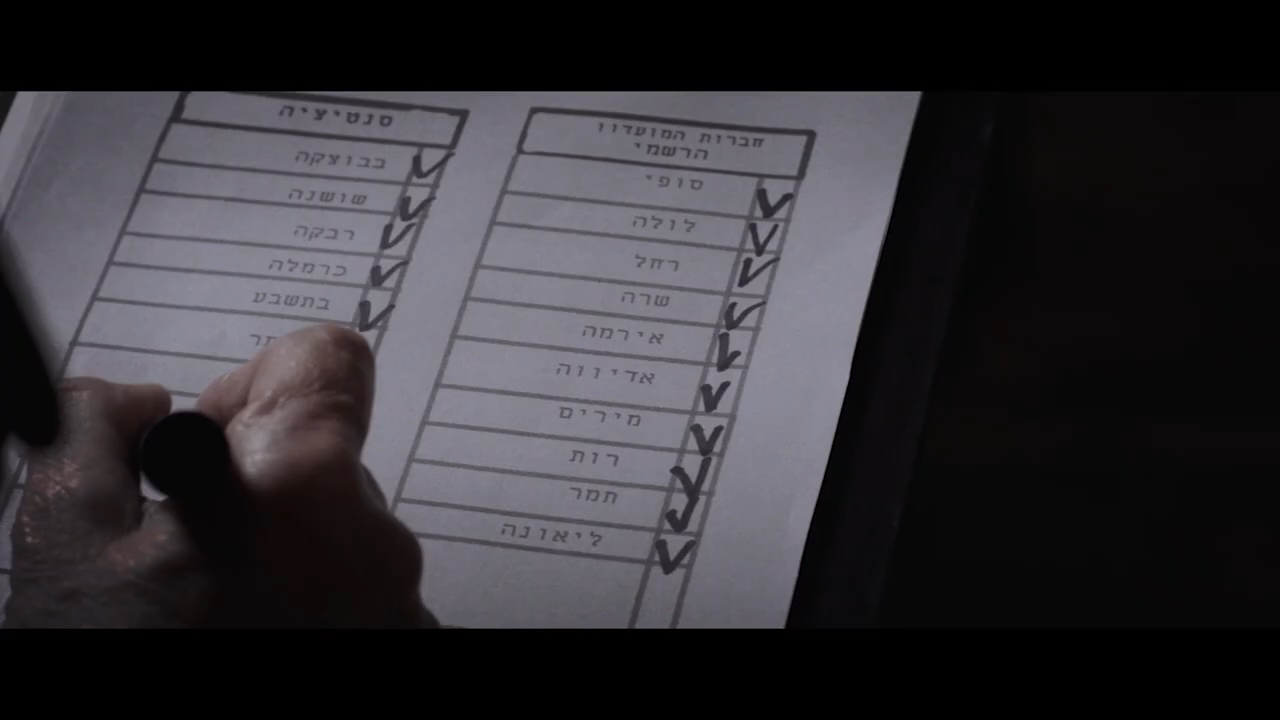 חברות המועדון
הרשמי
סופי
לולה
רחל
שרה
אירמה
אדיווה
מירים
רות
תמר
ליאונה
סנטיציה
בבוצקה
שושנה
רבקה
כרמלה
בתשבע